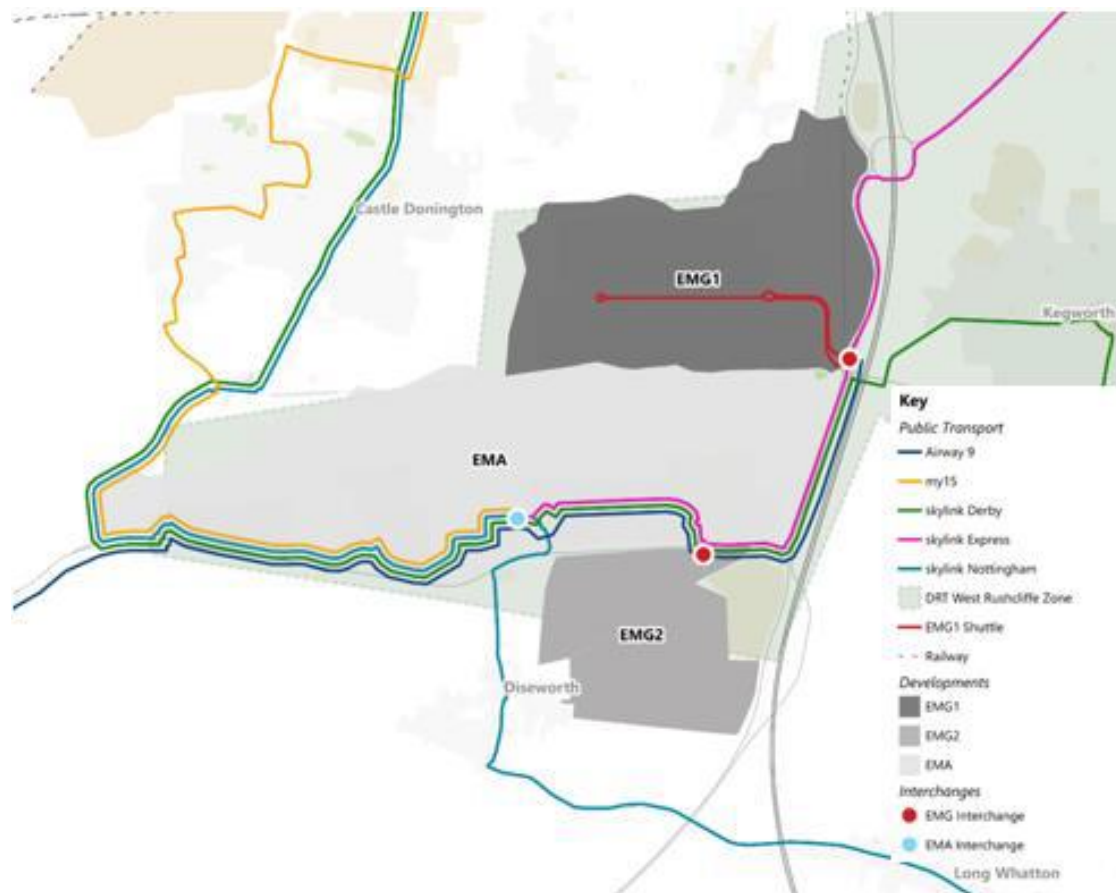 Castle Donington
EMG1
Kegworth
EMA
EMG2
Diseworth
Long Whatton
Key
Public Transport
Airway 9
my15
skylink Derby
skylink Express
skylink Nottingham
DRT West Rushcliffe Zone
EMG1 Shuttle
Railway
Developments
EMG1
EMG2
EMA
Interchanges
EMG Interchange
EMA Interchange